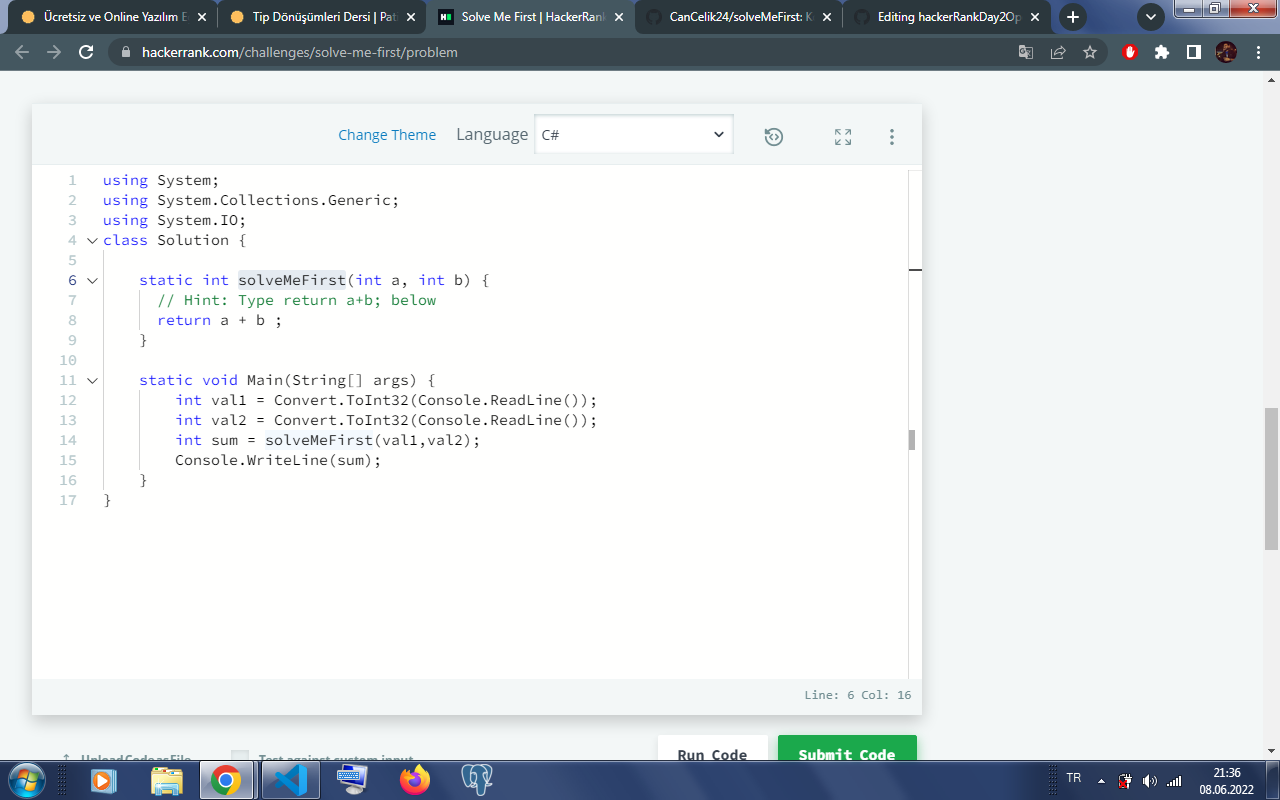 Ücretsiz ve Online Yazılım E
Tip Dönüşümleri Dersi | Pat
Solve Me First | HackerRank
CanCelik24/solveMeFirst: K
Editing hackerRankDay2Op
hackerrank.com/challenges/solve-me-first/problem
Change Theme Language C#
1 using System;
2 using System.Collections.Generic;
3 using System.IO;
4 class Solution {
5
6 static int solveMeFirst(int a, int b) {
7 // Hint: Type return a+b; below
8 return a + b ;
9 }
10
11 static void Main(String[] args) {
12 int val1 = Convert.ToInt32(Console.ReadLine());
13 int val2 = Convert.ToInt32(Console.ReadLine());
14 int sum = solveMeFirst(val1,val2);
15 Console.WriteLine(sum);
16 }
17 }
Line: 6 Col: 16
Upload Code as File Test against custom input Run Code Submit Code
TR 21:36
08.06.2022